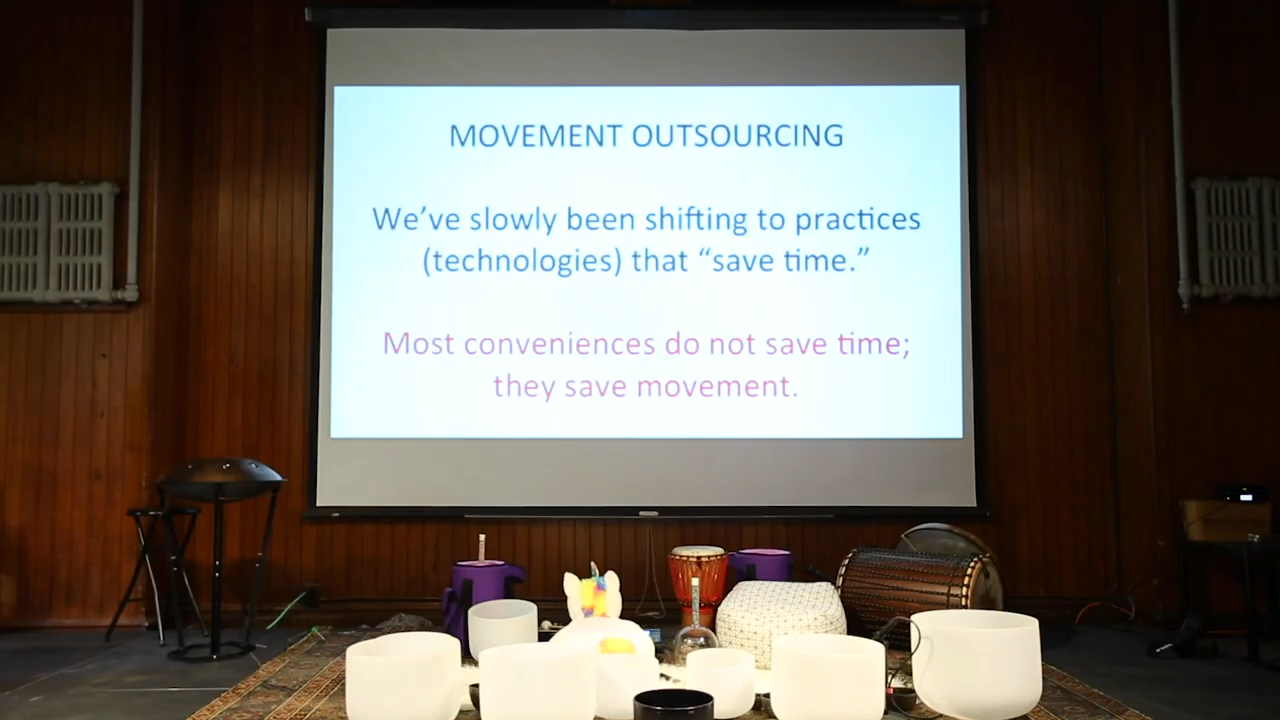 MOVEMENT OUTSOURCING
We’ve slowly been shifting to practices
(technologies) that “save time.”
Most conveniences do not save time;
they save movement.